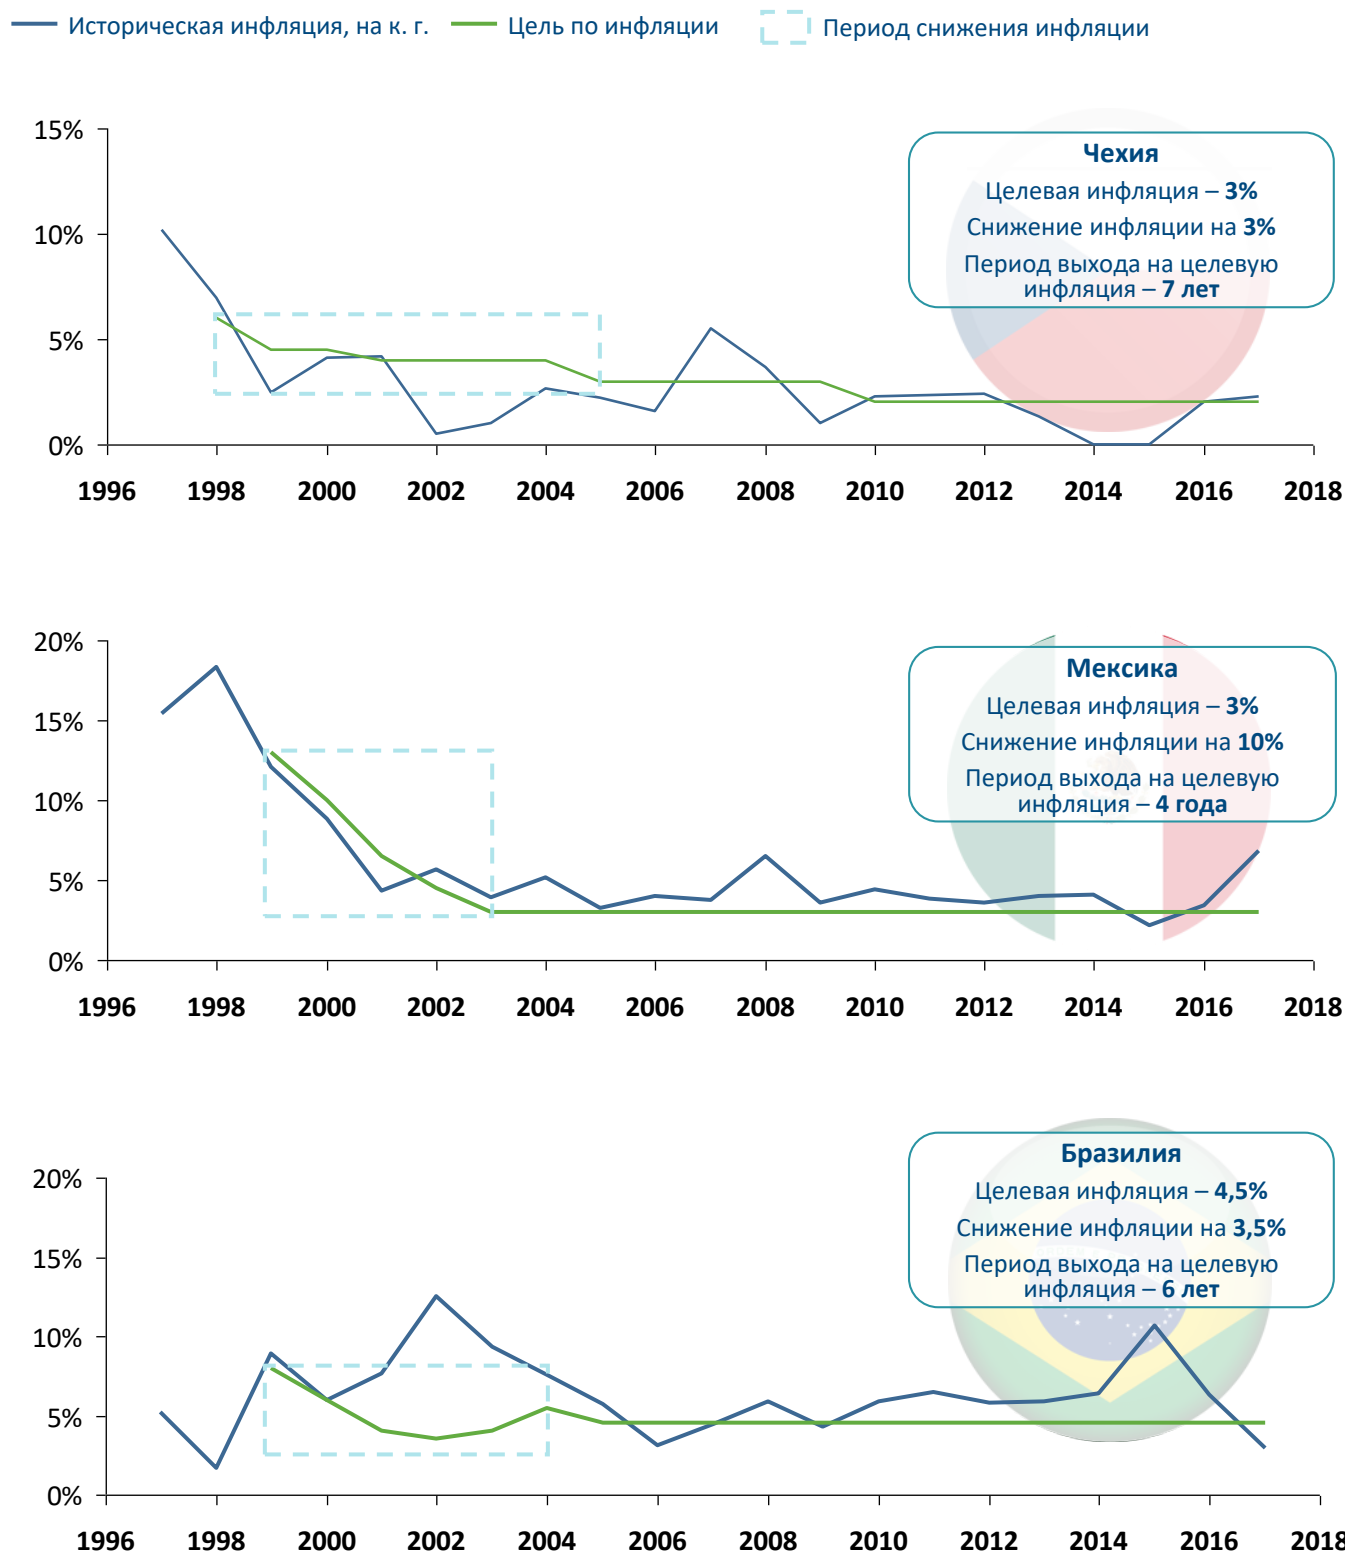 Историческая инфляция, на к. г.
Цель по инфляции
Период снижения инфляции
15%
10%
5%
0%
1996 1998 2000 2002 2004 2006 2008 2010 2012 2014 2016 2018
Чехия
Целевая инфляция – 3%
Снижение инфляции на 3%
Период выхода на целевую
инфляция – 7 лет
20%
15%
10%
5%
0%
1996 1998 2000 2002 2004 2006 2008 2010 2012 2014 2016 2018
Мексика
Целевая инфляция – 3%
Снижение инфляции на 10%
Период выхода на целевую
инфляция – 4 года
20%
15%
10%
5%
0%
1996 1998 2000 2002 2004 2006 2008 2010 2012 2014 2016 2018
Бразилия
Целевая инфляция – 4,5%
Снижение инфляции на 3,5%
Период выхода на целевую
инфляция – 6 лет